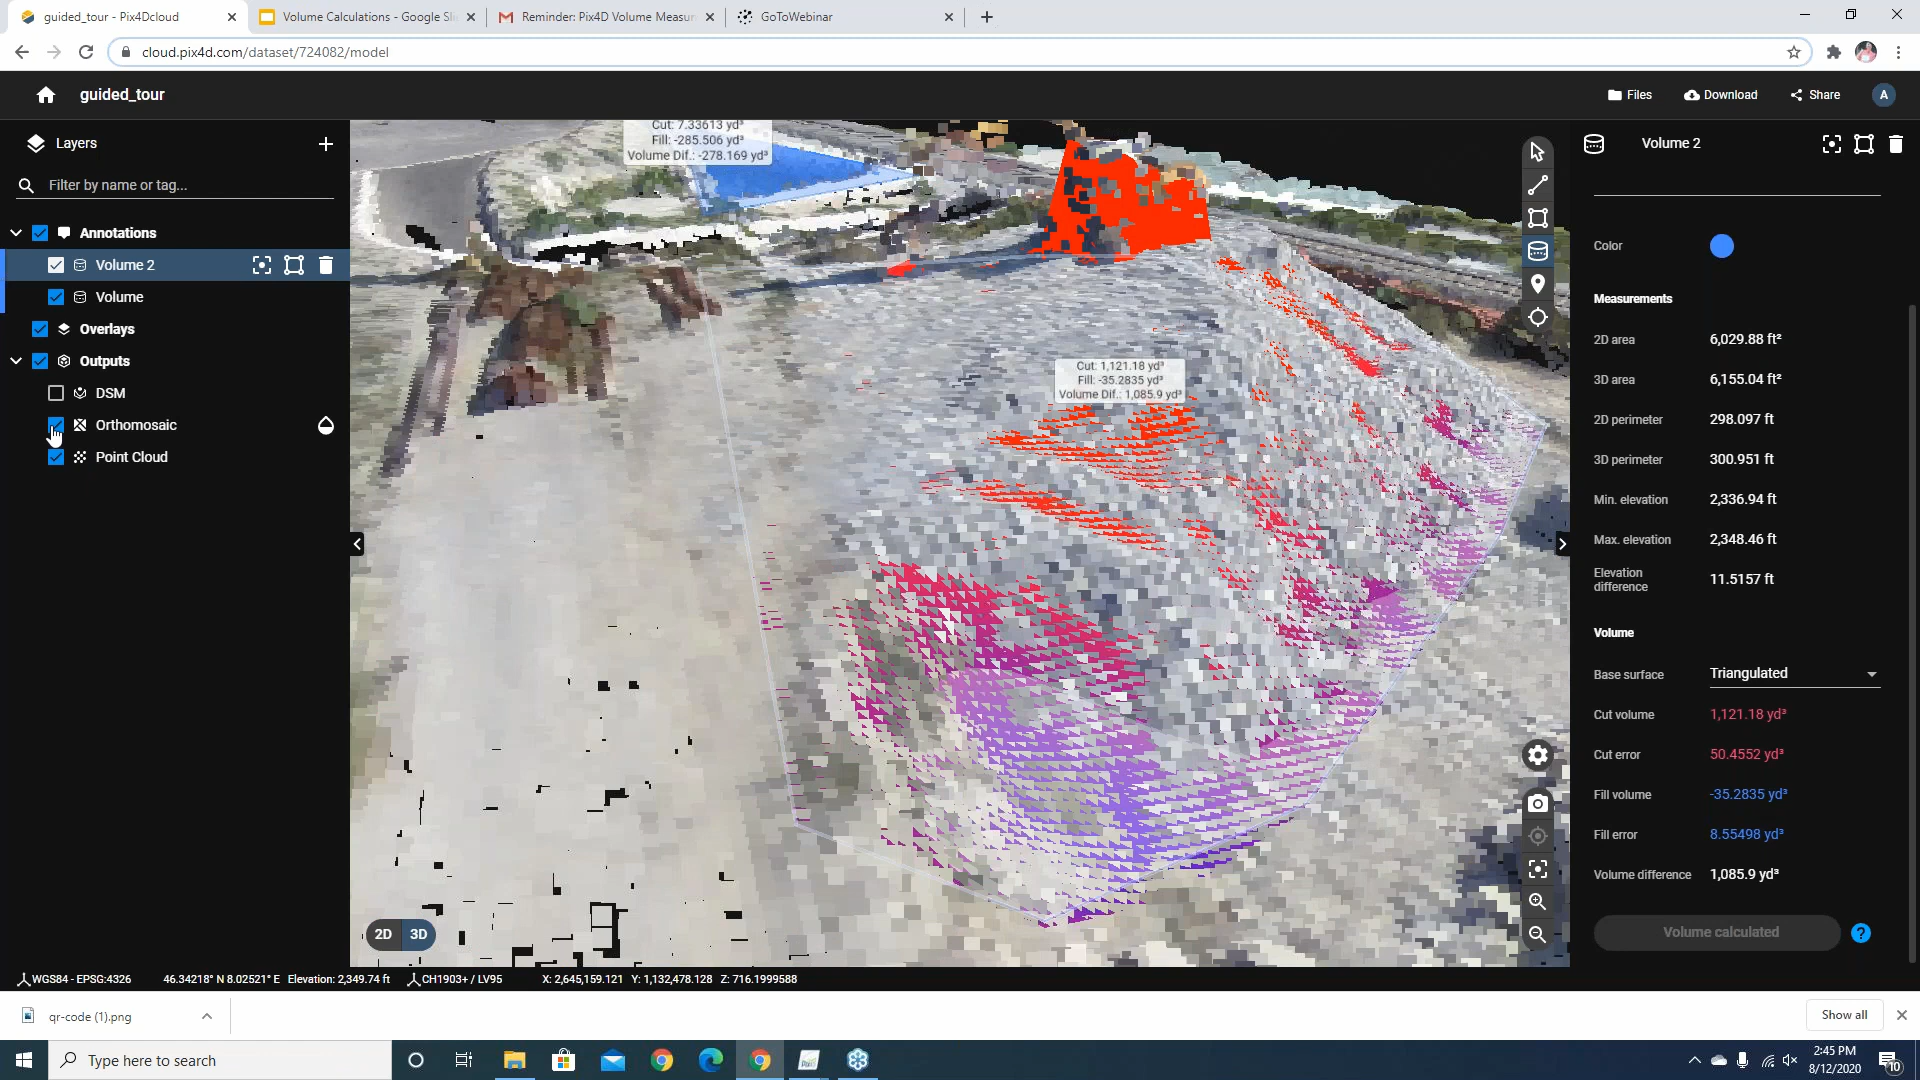 guided_tour - Pix4Dcloud
Volume Calculations - Google Sli
Reminder: Pix4D Volume Measur
GoToWebinar
cloud.pix4d.com/dataset/724082/model
guided_tour
Files
Download
Share
A
Layers
Filter by name or tag...
Annotations
Volume 2
Volume
Overlays
Outputs
DSM
Orthomosaic
Point Cloud
Cut: 7.33613 yd³
Fill: -285.506 yd³
Volume Dif.: -278.169 yd³
Cut: 1,121.18 yd³
Fill: -35.2835 yd³
Volume Dif.: 1,085.9 yd³
2D 3D
Volume 2
Color
Measurements
2D area 6,029.88 ft²
3D area 6,155.04 ft²
2D perimeter 298.097 ft
3D perimeter 300.951 ft
Min. elevation 2,336.94 ft
Max. elevation 2,348.46 ft
Elevation
difference 11.5157 ft
Volume
Base surface Triangulated
Cut volume 1,121.18 yd³
Cut error 50.4552 yd³
Fill volume -35.2835 yd³
Fill error 8.55498 yd³
Volume difference 1,085.9 yd³
Volume calculated ?
WGS84 - EPSG:4326 46.34218° N 8.02521° E Elevation: 2,349.74 ft CH1903+ / LV95 X: 2,645,159.121 Y: 1,132,478.128 Z: 716.1999788
qr-code (1).png
Show all
Type here to search
2:45 PM
8/12/2020
10